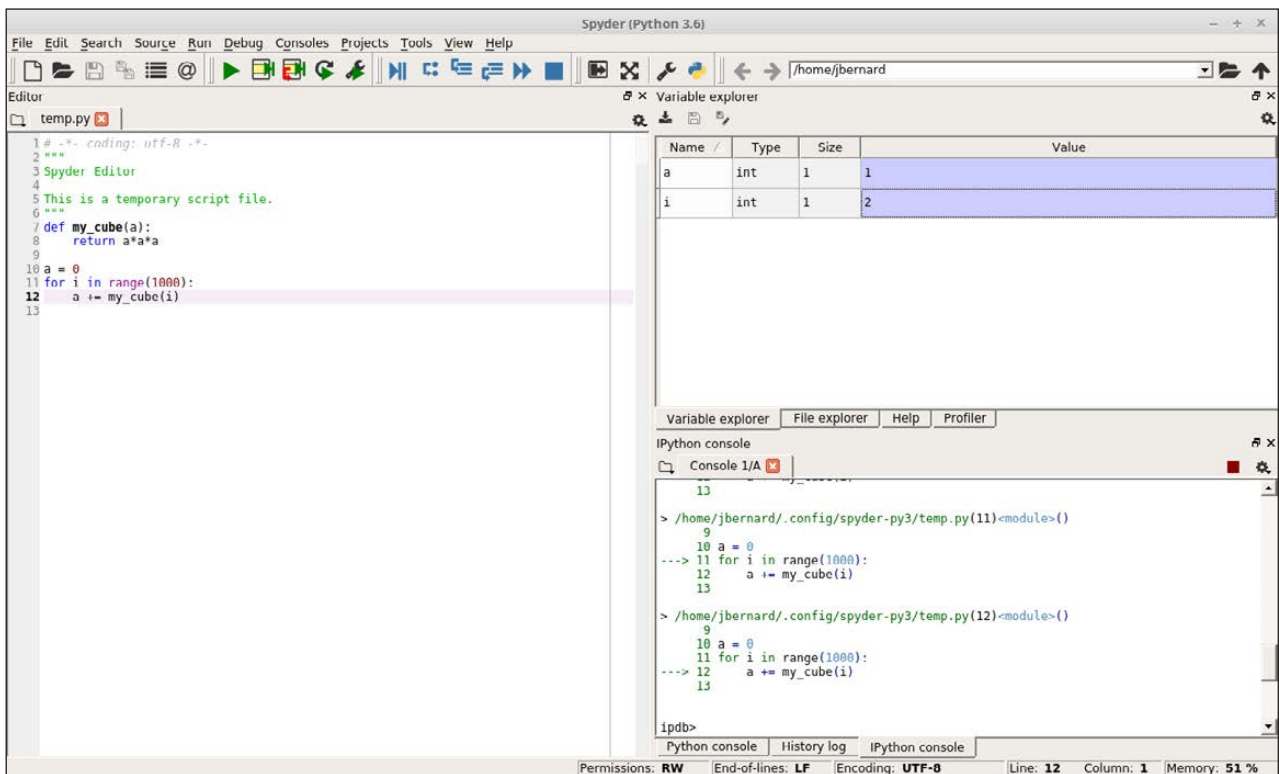 Spyder (Python 3.6)
File Edit Search Source Run Debug Consoles Projects Tools View Help
/home/jbernard
Editor
temp.py
1 # -*- coding: utf-8 -*-
2 """
3 Spyder Editor
4
5 This is a temporary script file.
6 """
7 def my_cube(a):
8     return a*a*a
9
10 a = 0
11 for i in range(1000):
12     a += my_cube(i)
13
Variable explorer
Name Type Size Value
a int 1 1
i int 1 2
Variable explorer File explorer Help Profiler
IPython console
Console 1/A
12     a += my_cube(i)
13
> /home/jbernard/.config/spyder-py3/temp.py(11)<module>()
9
10 a = 0
---> 11 for i in range(1000):
12     a += my_cube(i)
13
> /home/jbernard/.config/spyder-py3/temp.py(12)<module>()
9
10 a = 0
11 for i in range(1000):
---> 12     a += my_cube(i)
13
ipdb>
Python console History log IPython console
Permissions: RW End-of-lines: LF Encoding: UTF-8 Line: 12 Column: 1 Memory: 51 %